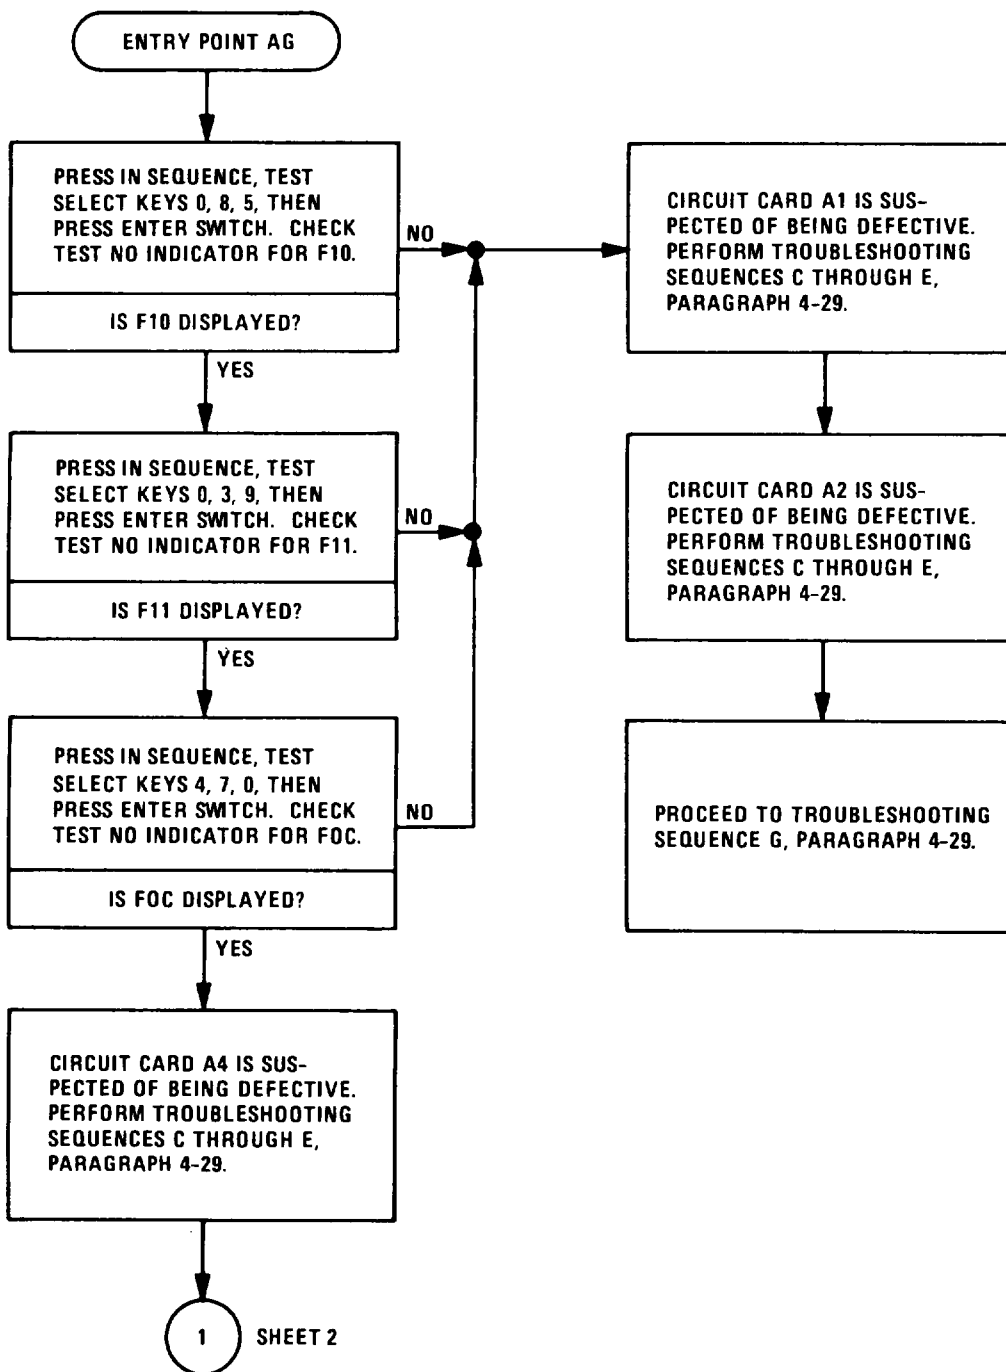 ENTRY POINT AG
PRESS IN SEQUENCE, TEST
SELECT KEYS 0, 8, 5, THEN
PRESS ENTER SWITCH. CHECK
TEST NO INDICATOR FOR F10.
IS F10 DISPLAYED?
NO
YES
PRESS IN SEQUENCE, TEST
SELECT KEYS 0, 3, 9, THEN
PRESS ENTER SWITCH. CHECK
TEST NO INDICATOR FOR F11.
IS F11 DISPLAYED?
NO
YES
PRESS IN SEQUENCE, TEST
SELECT KEYS 4, 7, 0, THEN
PRESS ENTER SWITCH. CHECK
TEST NO INDICATOR FOR FOC.
IS FOC DISPLAYED?
NO
YES
CIRCUIT CARD A4 IS SUS-
PECTED OF BEING DEFECTIVE.
PERFORM TROUBLESHOOTING
SEQUENCES C THROUGH E,
PARAGRAPH 4-29.
1 SHEET 2
CIRCUIT CARD A1 IS SUS-
PECTED OF BEING DEFECTIVE.
PERFORM TROUBLESHOOTING
SEQUENCES C THROUGH E,
PARAGRAPH 4-29.
CIRCUIT CARD A2 IS SUS-
PECTED OF BEING DEFECTIVE.
PERFORM TROUBLESHOOTING
SEQUENCES C THROUGH E,
PARAGRAPH 4-29.
PROCEED TO TROUBLESHOOTING
SEQUENCE G, PARAGRAPH 4-29.